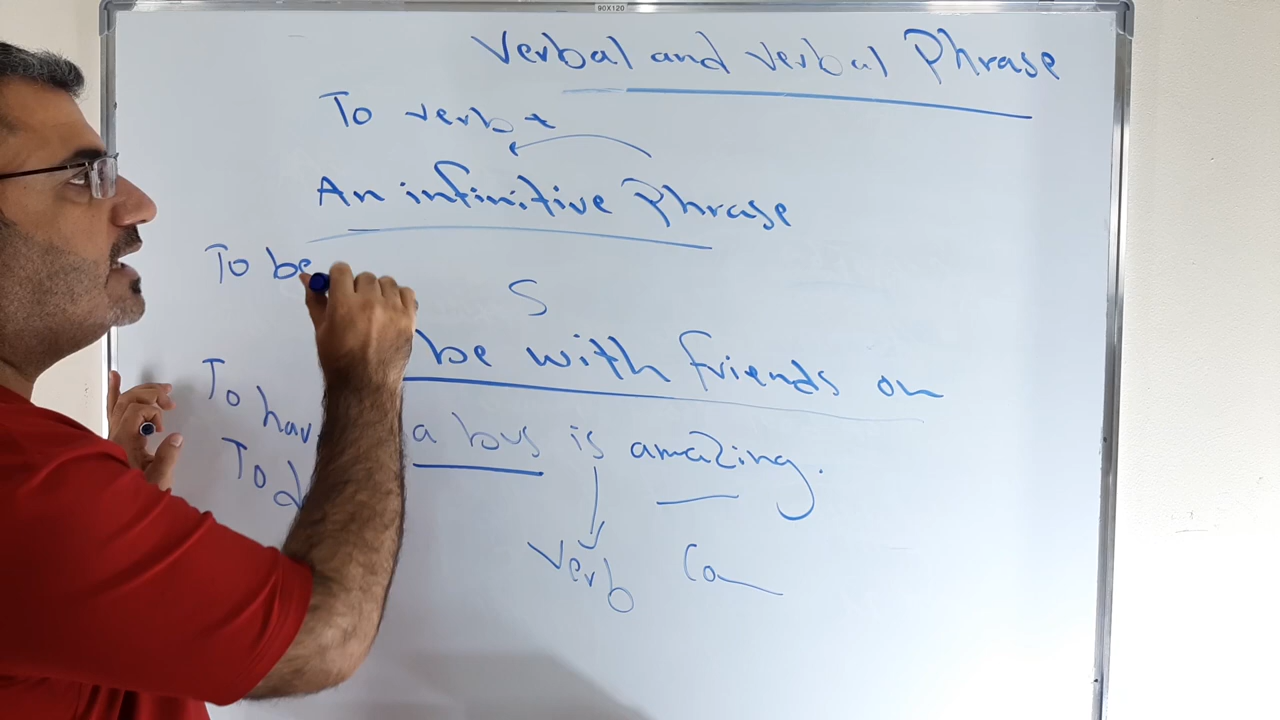 90X120
Verbal and verbal Phrase
To verb +
An infinitive Phrase
To be
S
be with friends on
To hav
a bus is amazing.
To d
Verb